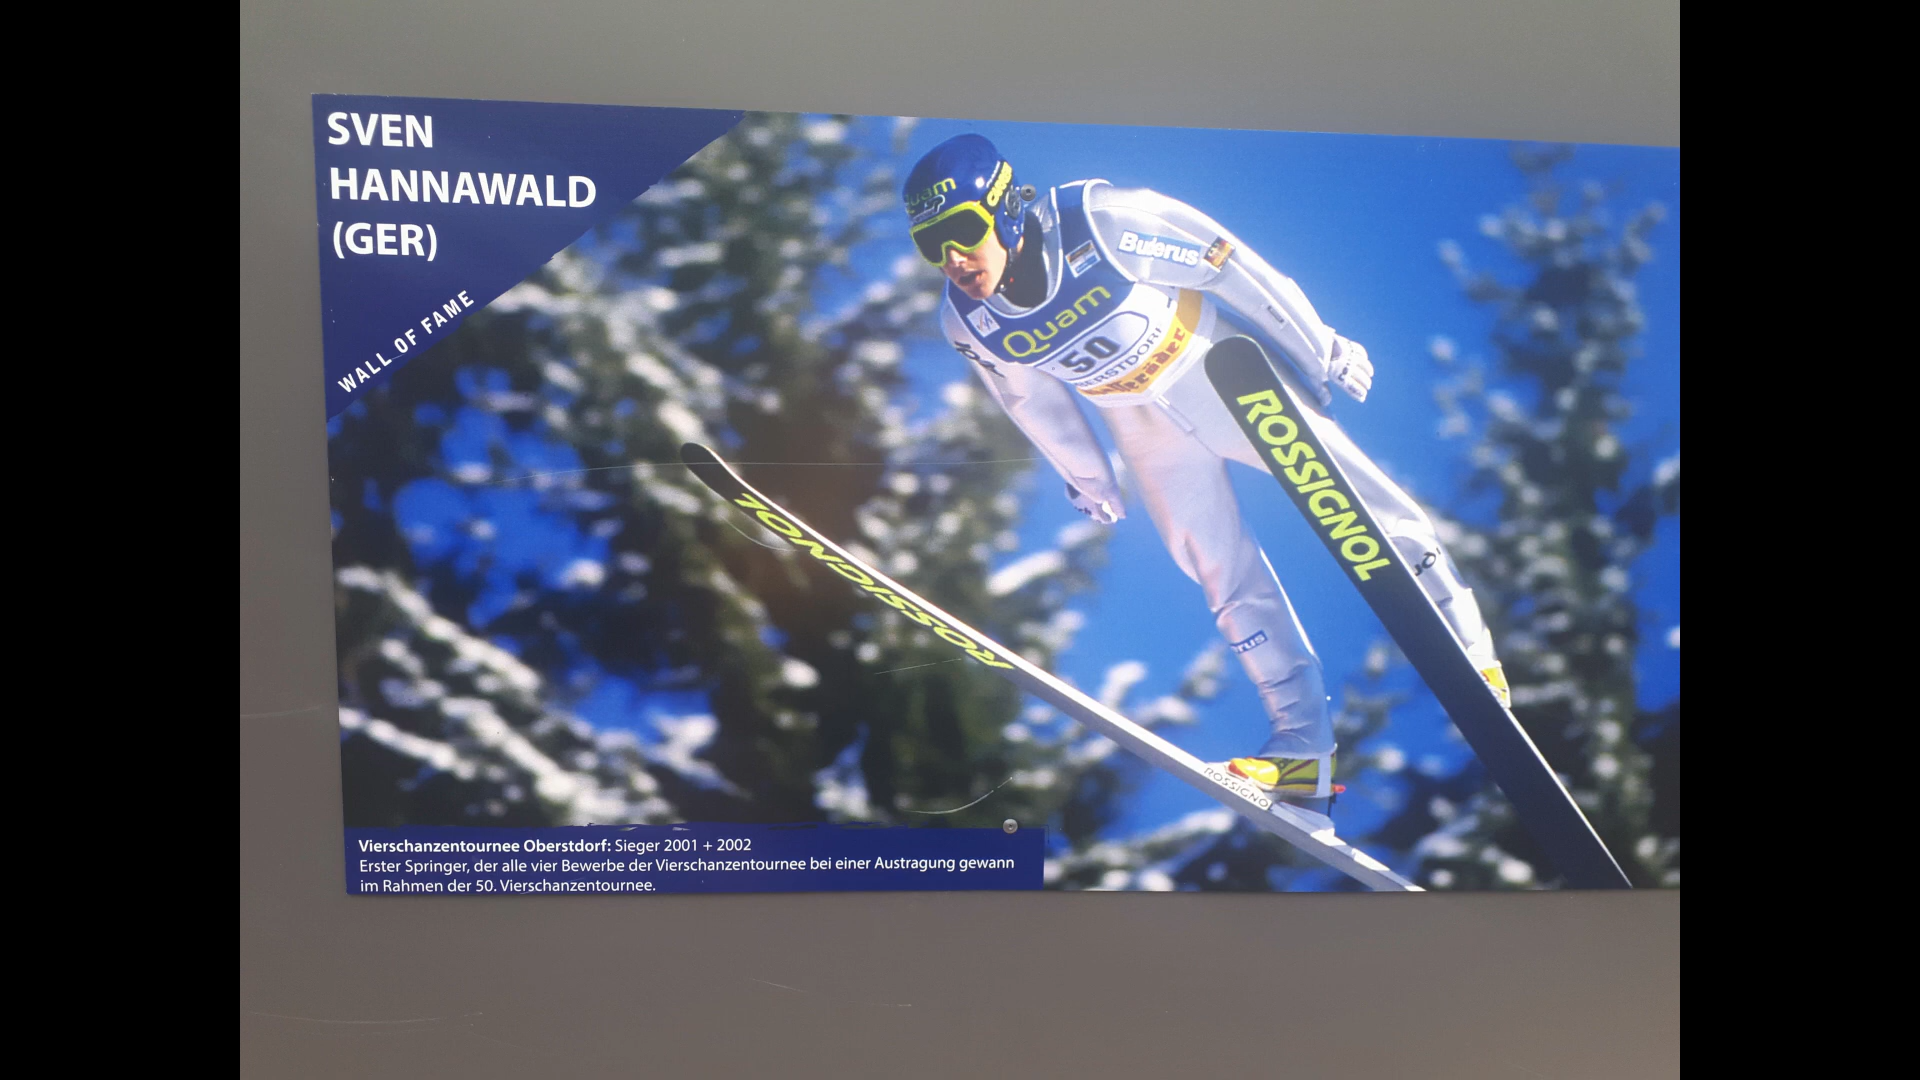 SVEN
HANNAWALD
(GER)
WALL OF FAME
Quam
Buderus
Quam
50
OBERSTDORF
ROSSIGNOL
ROSSIGNOL
ROSSIGNOL
Vierschanzentournee Oberstdorf: Sieger 2001 + 2002
Erster Springer, der alle vier Bewerbe der Vierschanzentournee bei einer Austragung gewann
im Rahmen der 50. Vierschanzentournee.